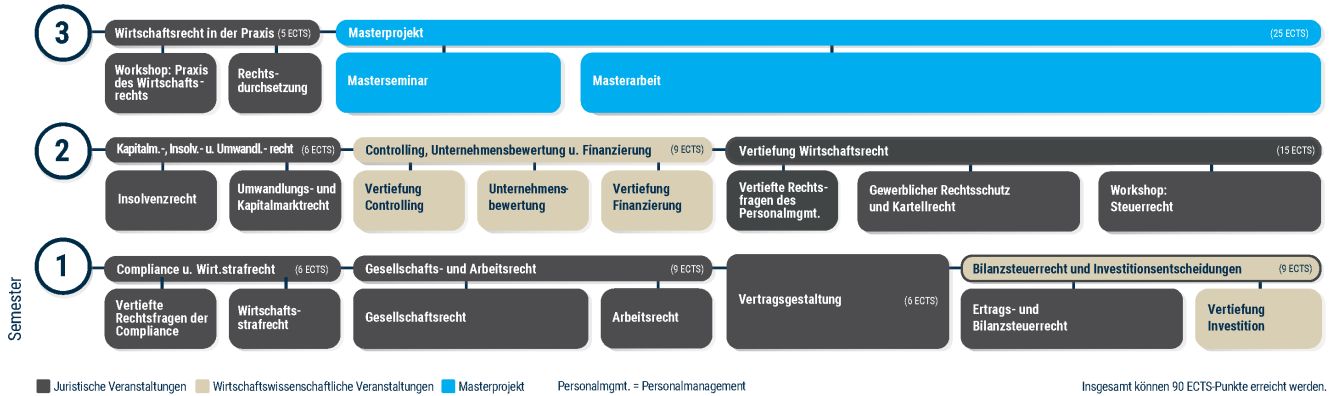 3
Wirtschaftsrecht in der Praxis (5 ECTS)
Masterprojekt (25 ECTS)
Workshop: Praxis
des Wirtschafts-
rechts
Rechts-
durchsetzung
Masterseminar
Masterarbeit
2
Kapitalm.-, Insolv.- u. Umwandl.- recht (6 ECTS)
Controlling, Unternehmensbewertung u. Finanzierung (9 ECTS)
Vertiefung Wirtschaftsrecht (15 ECTS)
Insolvenzrecht
Umwandlungs- und
Kapitalmarktrecht
Vertiefung
Controlling
Unternehmens-
bewertung
Vertiefung
Finanzierung
Vertiefte Rechts-
fragen des
Personalmgmt.
Gewerblicher Rechtsschutz
und Kartellrecht
Workshop:
Steuerrecht
Semester
1
Compliance u. Wirt.strafrecht (6 ECTS)
Gesellschafts- und Arbeitsrecht (9 ECTS)
Vertragsgestaltung (6 ECTS)
Bilanzsteuerrecht und Investitionsentscheidungen (9 ECTS)
Vertiefte
Rechtsfragen der
Compliance
Wirtschafts-
strafrecht
Gesellschaftsrecht
Arbeitsrecht
Ertrags- und
Bilanzsteuerrecht
Vertiefung
Investition
Juristische Veranstaltungen
Wirtschaftswissenschaftliche Veranstaltungen
Masterprojekt
Personalmgmt. = Personalmanagement
Insgesamt können 90 ECTS-Punkte erreicht werden.